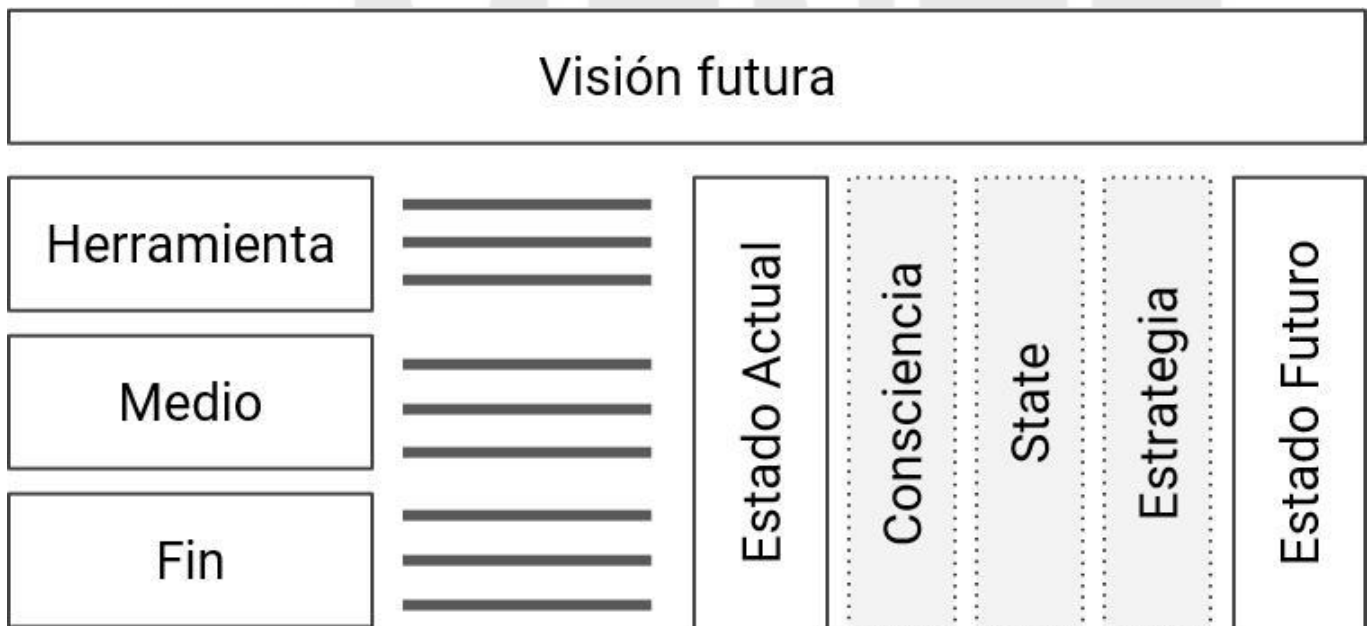 Visión futura
Herramienta
Medio
Fin
Estado Actual
Consciencia
State
Estrategia
Estado Futuro